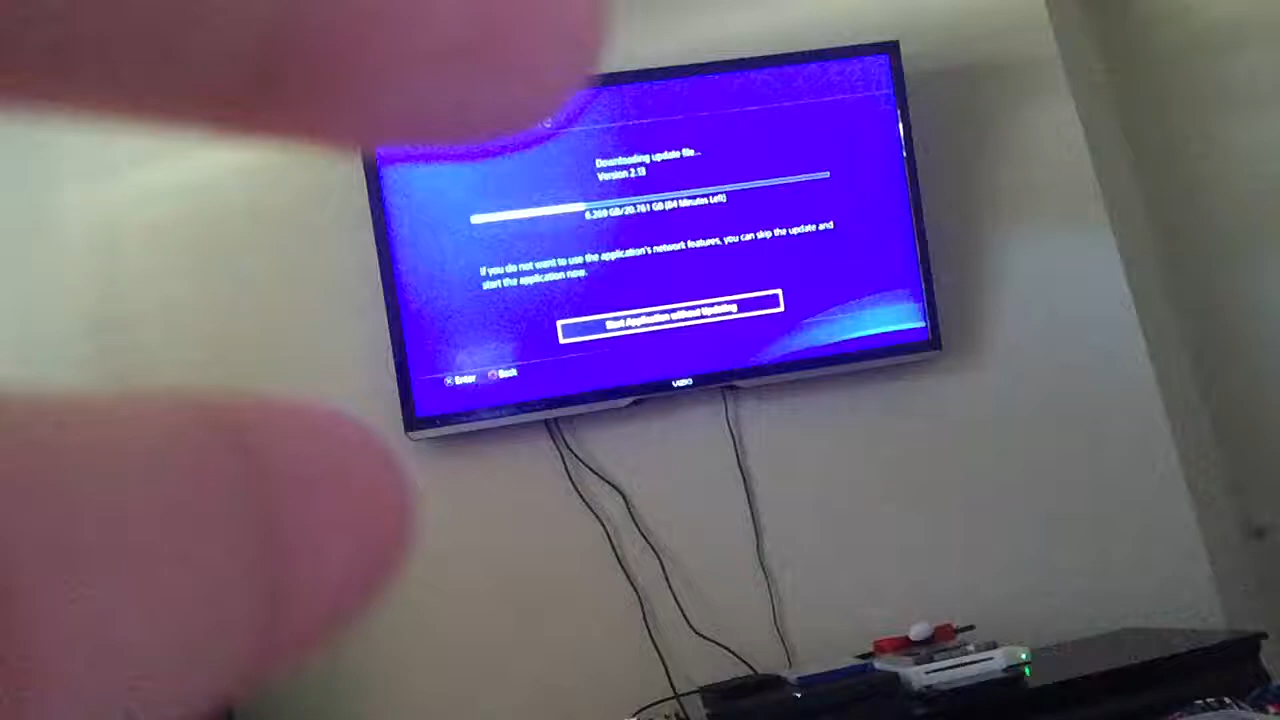 Downloading update file...
Version 2.13
6.269 GB/20.761 GB (84 Minutes Left)
If you do not want to use the application's network features, you can skip the update and
start the application now.
Start Application without Updating
Enter Back
VIZIO